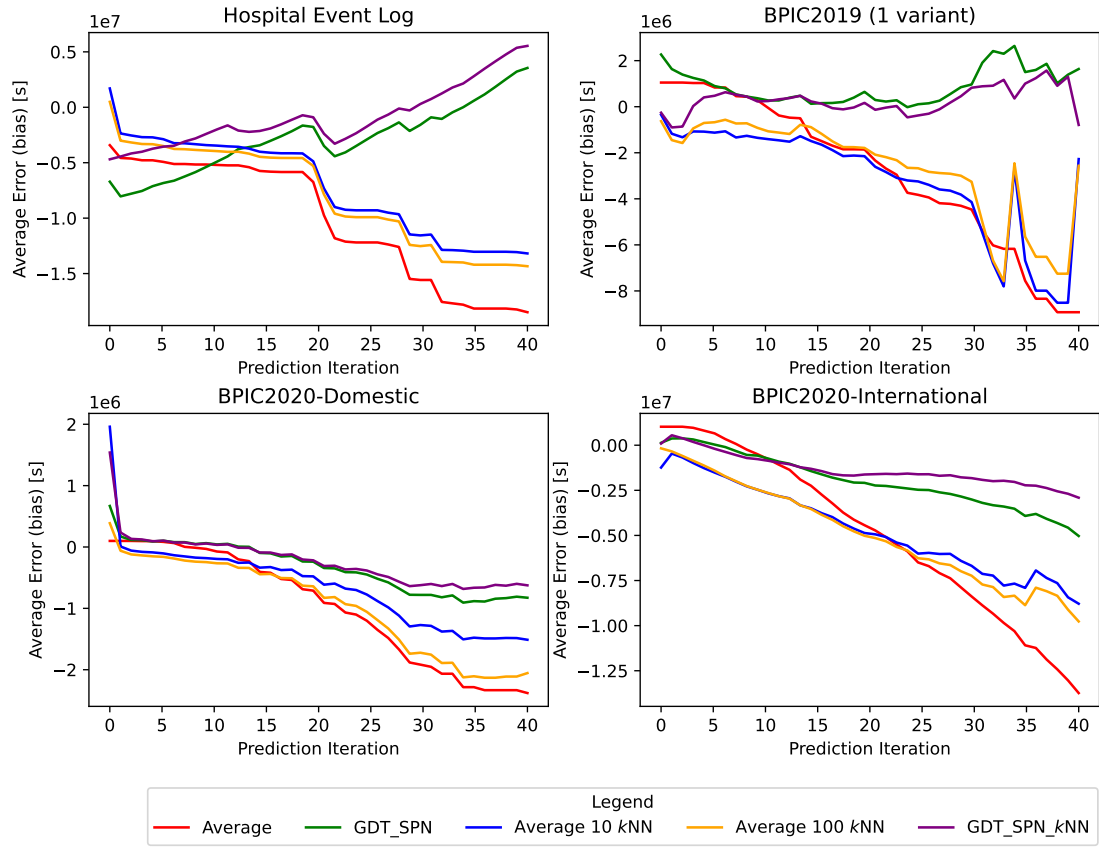 Hospital Event Log
1e7
Average Error (bias) [s]
0.5
0.0
−0.5
−1.0
−1.5
0 5 10 15 20 25 30 35 40
Prediction Iteration
BPIC2019 (1 variant)
1e6
Average Error (bias) [s]
2
0
−2
−4
−6
−8
0 5 10 15 20 25 30 35 40
Prediction Iteration
BPIC2020-Domestic
1e6
Average Error (bias) [s]
2
1
0
−1
−2
0 5 10 15 20 25 30 35 40
Prediction Iteration
BPIC2020-International
1e7
Average Error (bias) [s]
0.00
−0.25
−0.50
−0.75
−1.00
−1.25
0 5 10 15 20 25 30 35 40
Prediction Iteration
Legend
Average GDT_SPN Average 10 kNN Average 100 kNN GDT_SPN_kNN